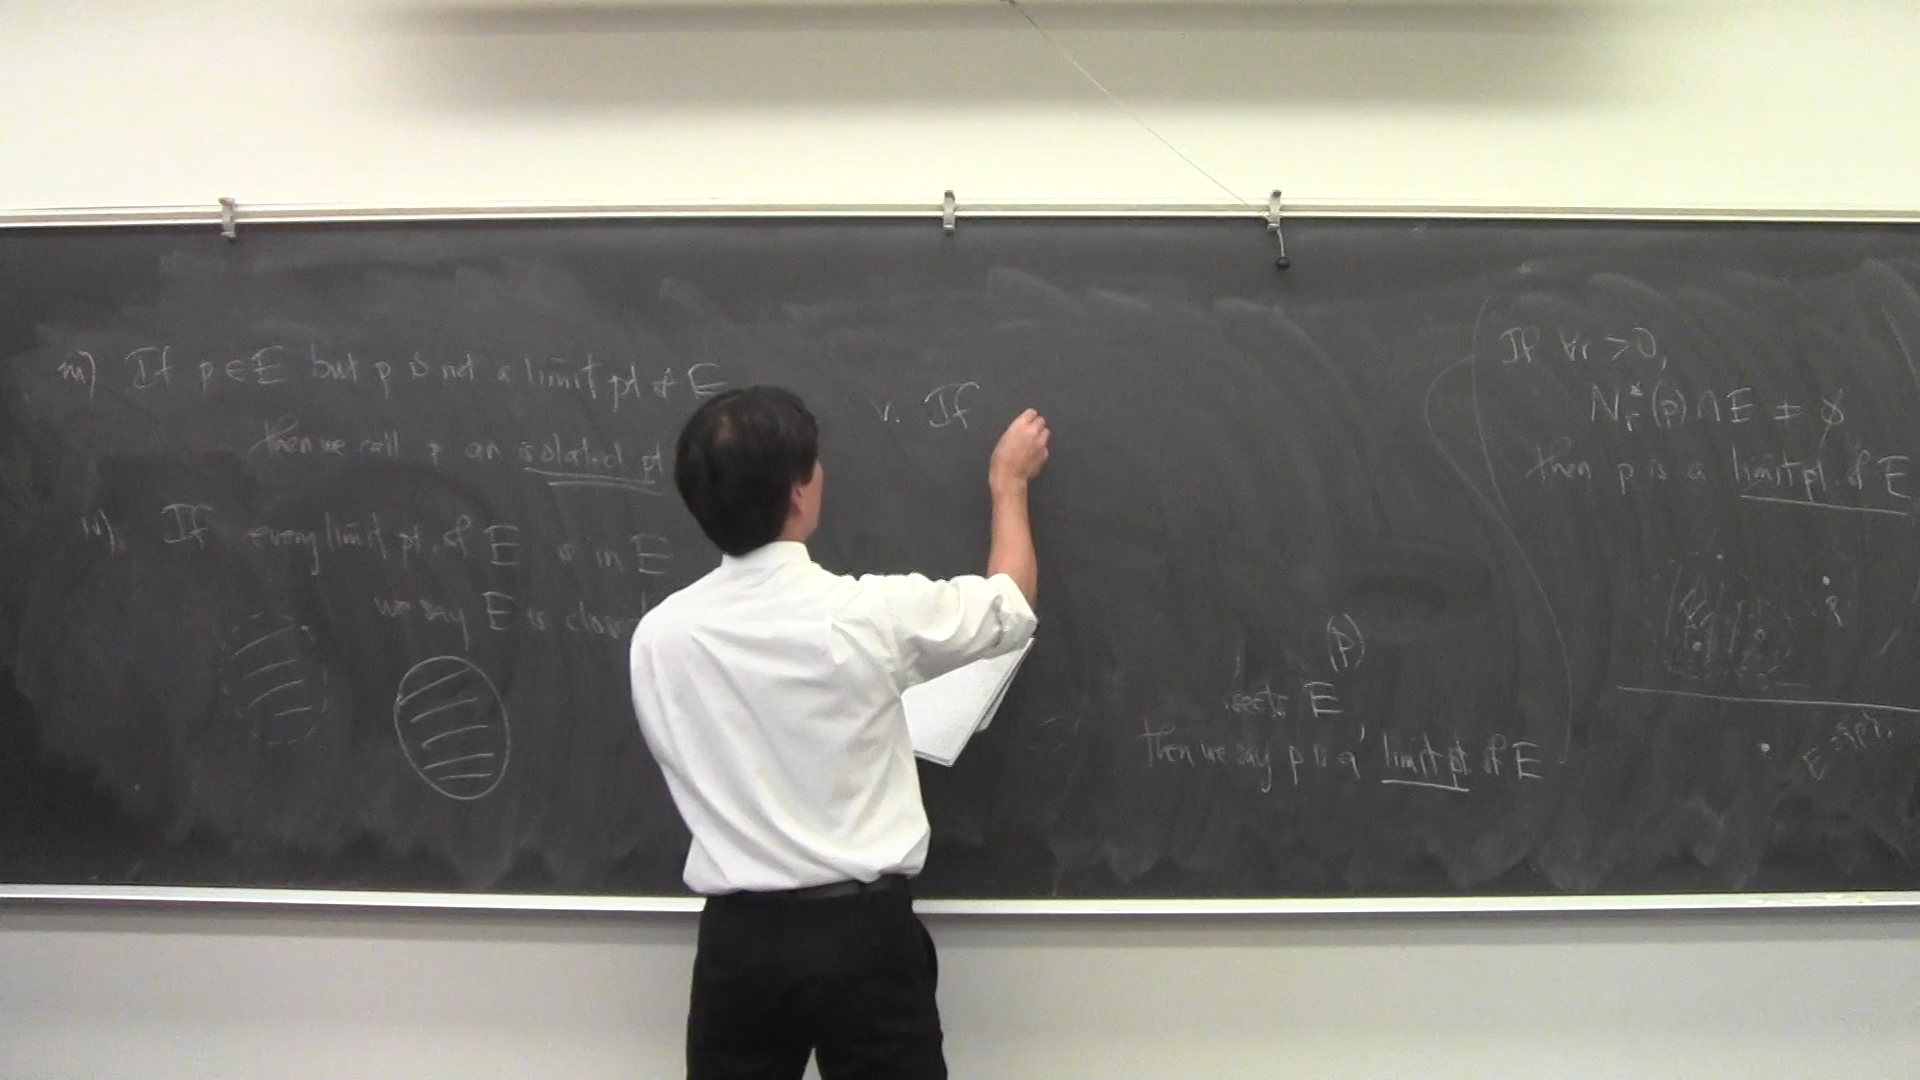 iii) If p ∈ E but p is not a limit pt of E
then we call p an isolated pt
iv). If every limit pt. of E is in E
we say E is closed
v. If
(p)
E
then we say p is a limit pt. of E
If ∀r >0,
N*r(p) ∩ E ≠ ∅
then p is a limit pt. of E